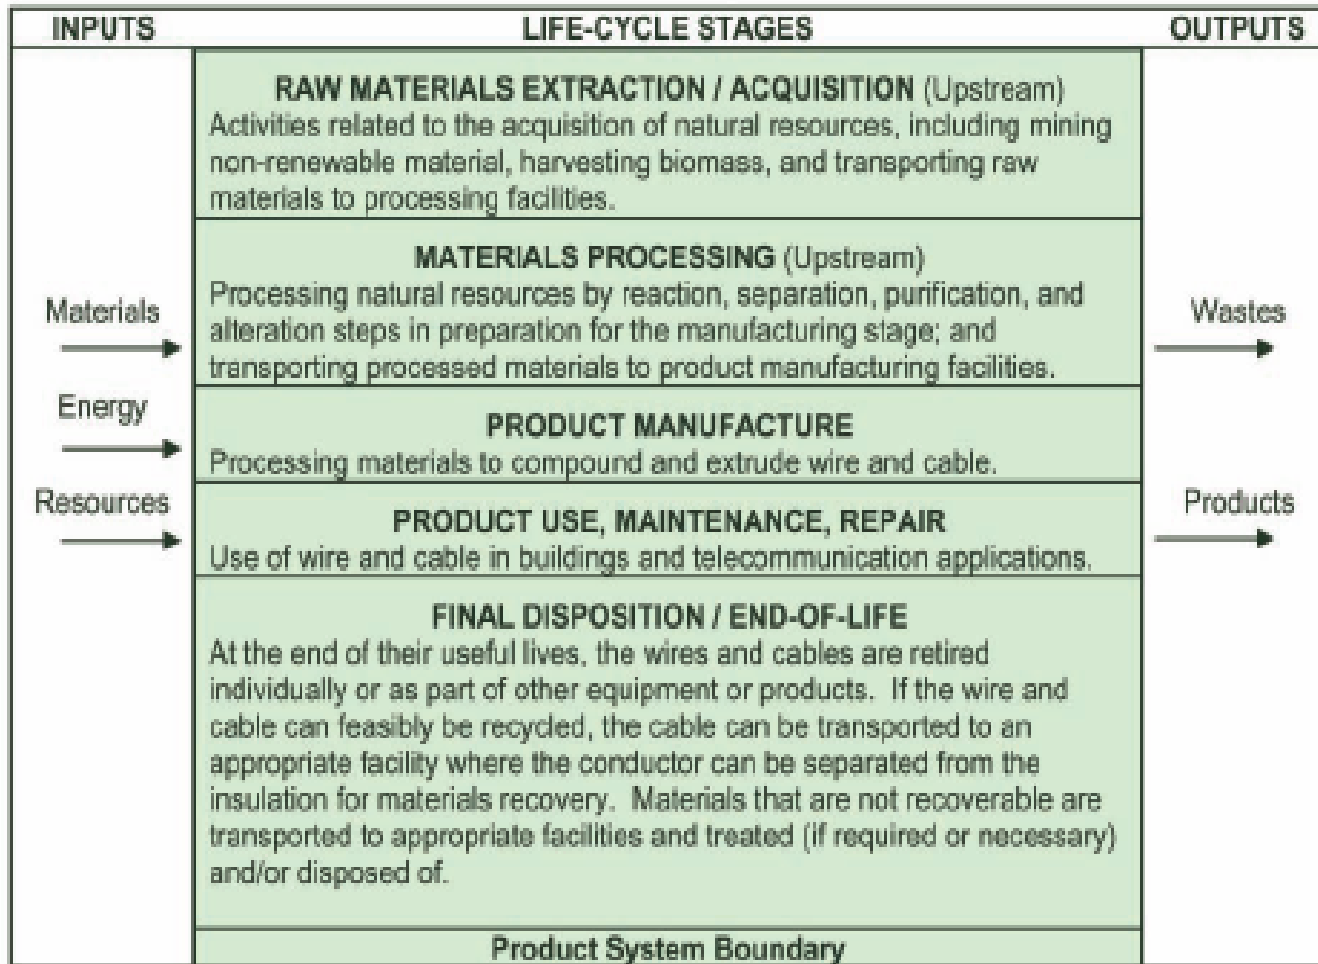 INPUTS LIFE-CYCLE STAGES OUTPUTS
RAW MATERIALS EXTRACTION / ACQUISITION (Upstream)
Activities related to the acquisition of natural resources, including mining
non-renewable material, harvesting biomass, and transporting raw
materials to processing facilities.
MATERIALS PROCESSING (Upstream)
Processing natural resources by reaction, separation, purification, and
alteration steps in preparation for the manufacturing stage; and
transporting processed materials to product manufacturing facilities.
Materials
Energy
Resources
Wastes
Products
PRODUCT MANUFACTURE
Processing materials to compound and extrude wire and cable.
PRODUCT USE, MAINTENANCE, REPAIR
Use of wire and cable in buildings and telecommunication applications.
FINAL DISPOSITION / END-OF-LIFE
At the end of their useful lives, the wires and cables are retired
individually or as part of other equipment or products. If the wire and
cable can feasibly be recycled, the cable can be transported to an
appropriate facility where the conductor can be separated from the
insulation for materials recovery. Materials that are not recoverable are
transported to appropriate facilities and treated (if required or necessary)
and/or disposed of.
Product System Boundary